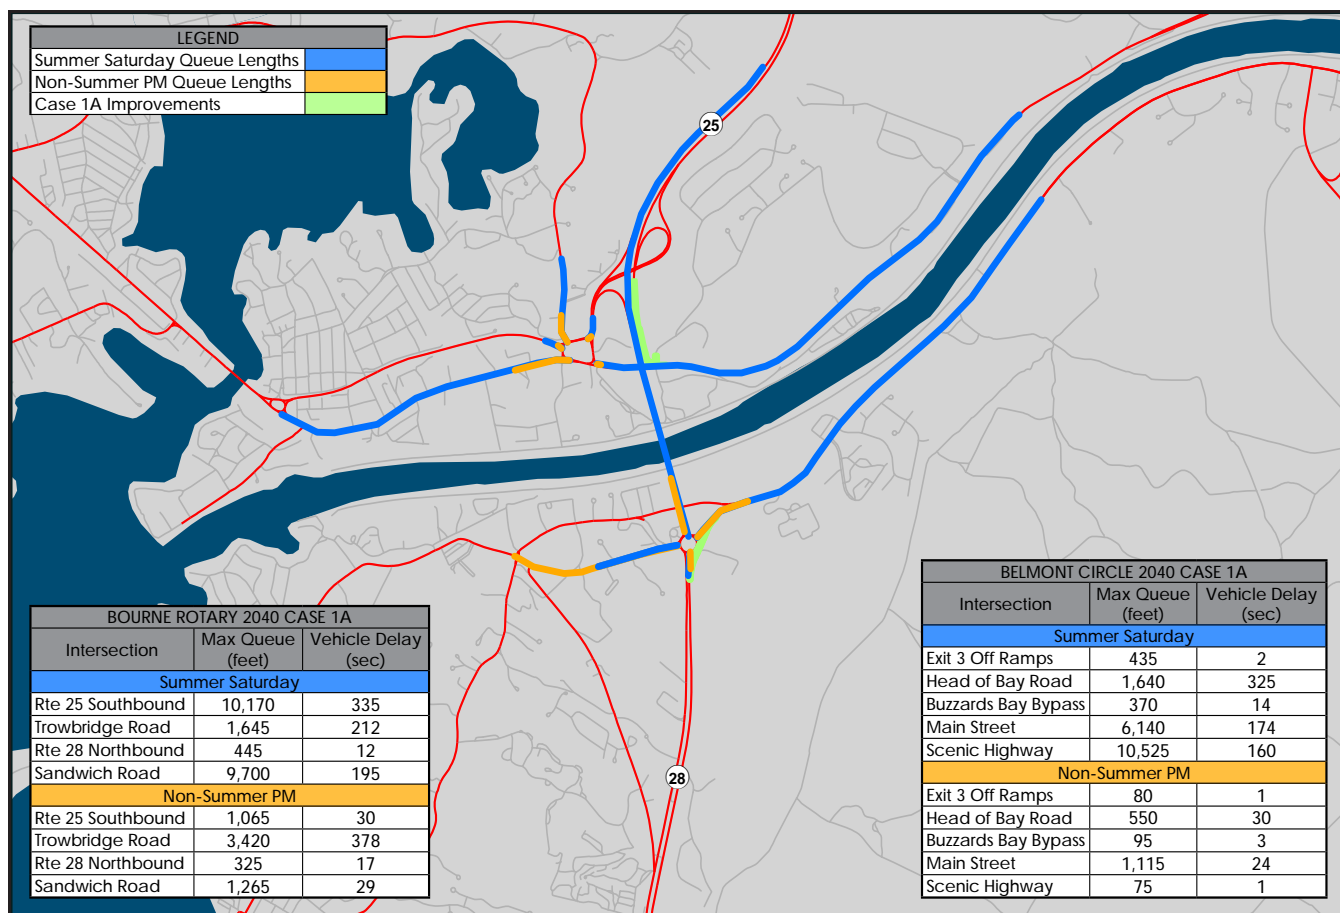 LEGEND
Summer Saturday Queue Lengths
Non-Summer PM Queue Lengths
Case 1A Improvements
25
28
BOURNE ROTARY 2040 CASE 1A
Intersection Max Queue (feet) Vehicle Delay (sec)
Summer Saturday
Rte 25 Southbound 10,170 335
Trowbridge Road 1,645 212
Rte 28 Northbound 445 12
Sandwich Road 9,700 195
Non-Summer PM
Rte 25 Southbound 1,065 30
Trowbridge Road 3,420 378
Rte 28 Northbound 325 17
Sandwich Road 1,265 29
BELMONT CIRCLE 2040 CASE 1A
Intersection Max Queue (feet) Vehicle Delay (sec)
Summer Saturday
Exit 3 Off Ramps 435 2
Head of Bay Road 1,640 325
Buzzards Bay Bypass 370 14
Main Street 6,140 174
Scenic Highway 10,525 160
Non-Summer PM
Exit 3 Off Ramps 80 1
Head of Bay Road 550 30
Buzzards Bay Bypass 95 3
Main Street 1,115 24
Scenic Highway 75 1